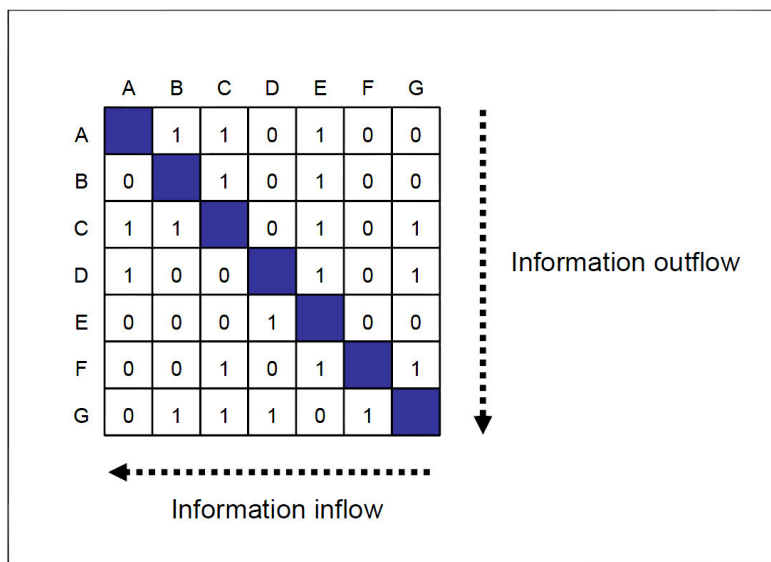 A B C D E F G
A 1 1 0 1 0 0
B 0 1 0 1 0 0
C 1 1 0 1 0 1
D 1 0 0 1 0 1
Information outflow
E 0 0 0 1 0 0
F 0 0 1 0 1 1
G 0 1 1 1 0 1
Information inflow